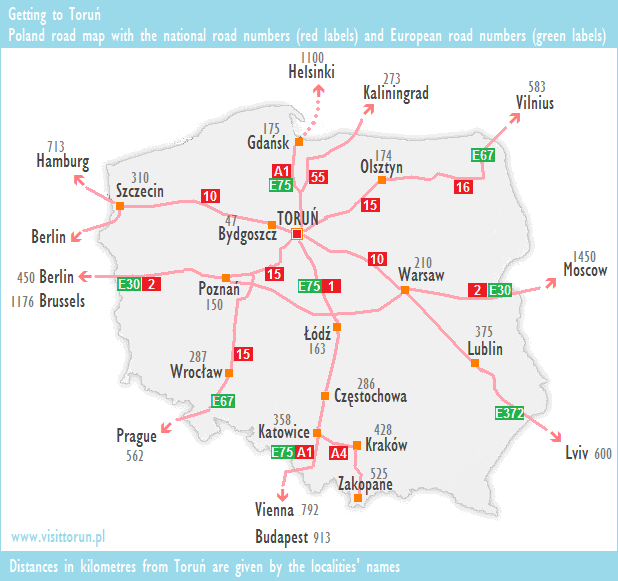 Getting to Toruń
Poland road map with the national road numbers (red labels) and European road numbers (green labels)
1100
Helsinki
273
Kaliningrad
583
Vilnius
175
Gdańsk
174
Olsztyn
E67
713
Hamburg
A1
E75
55
16
310
Szczecin
10
15
47
Bydgoszcz
TORUŃ
Berlin
10
210
Warsaw
1450
Moscow
450 Berlin
1176 Brussels
E30 2
Poznań
150
15
E75 1
2 E30
Łódź
163
375
Lublin
287
Wrocław
15
286
Częstochowa
E67
E372
Prague
562
358
Katowice
428
Kraków
E75 A1
A4
Lviv 600
525
Zakopane
Vienna 792
Budapest 913
www.visittorun.pl
Distances in kilometres from Toruń are given by the localities' names